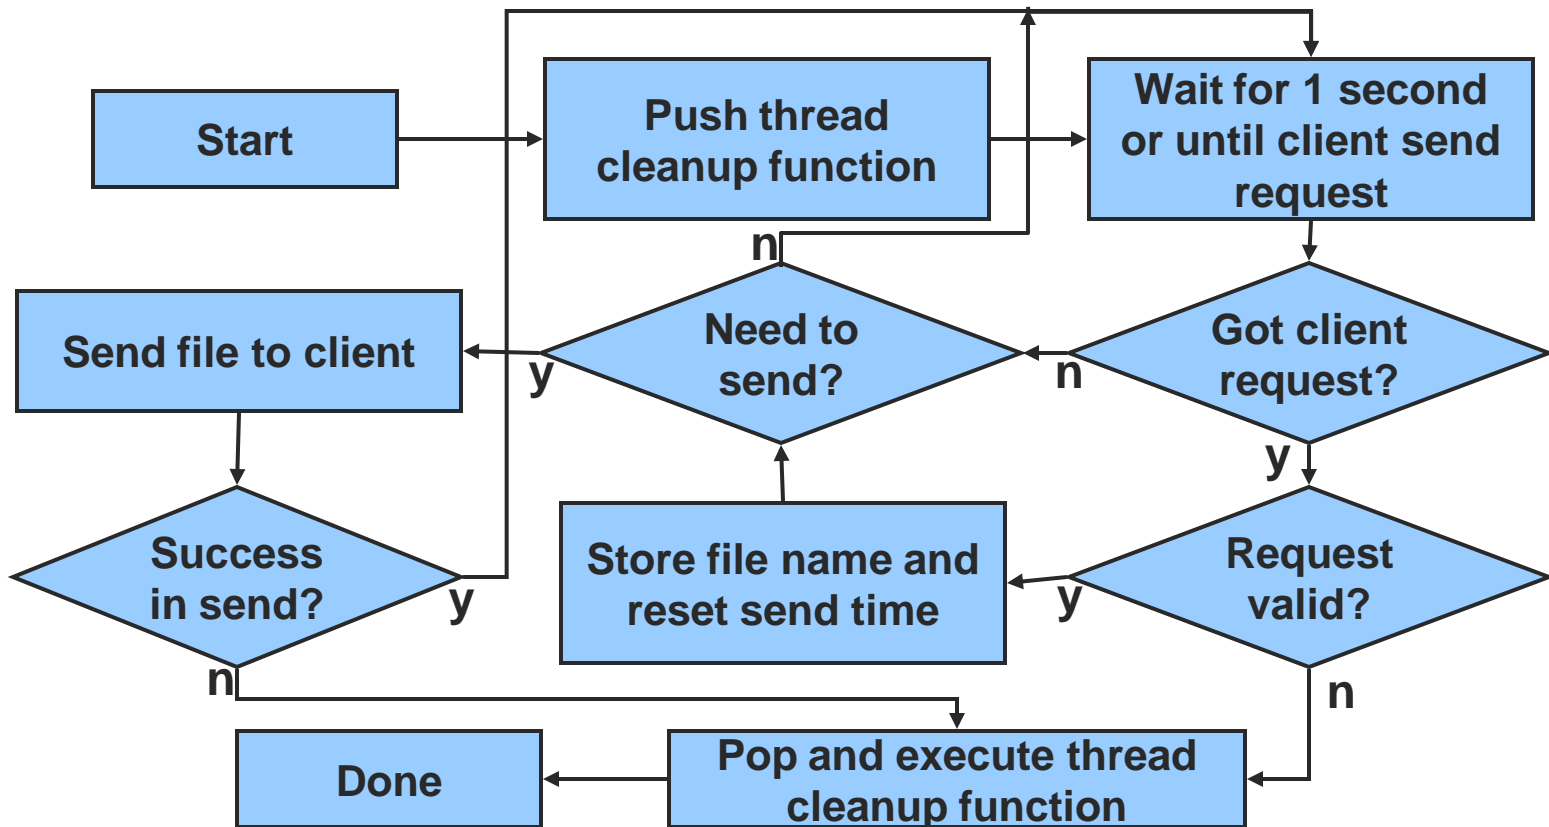 Start
Push thread
cleanup function
Wait for 1 second
or until client send
request
n
Send file to client
y
Need to
send?
n
Got client
request?
y
Success
in send?
y
Store file name and
reset send time
y
Request
valid?
n
n
Done
Pop and execute thread
cleanup function